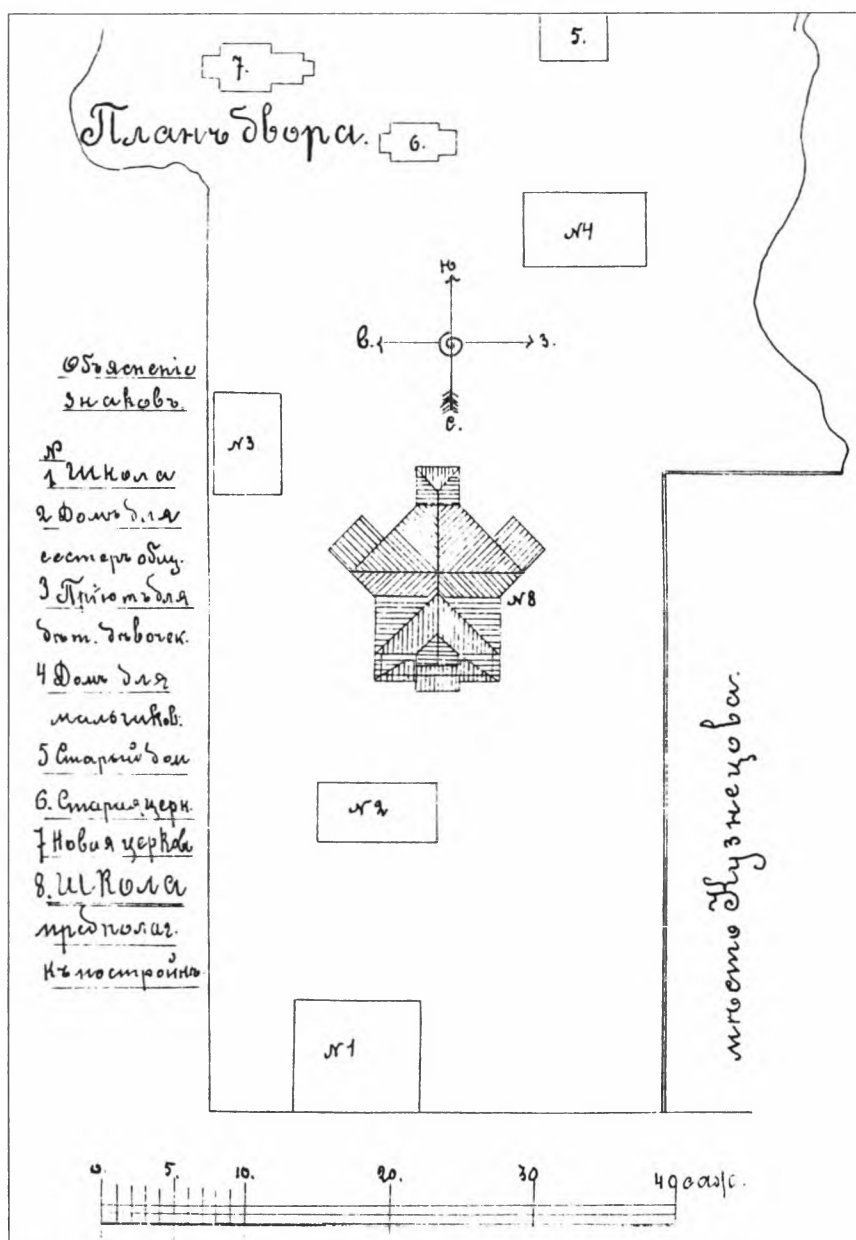 5.
7.
Планъ двора.
6.
№4
ю
в.
з.
с.
Объясненіе
знаковъ.
№
1 Школа
2 Домъ для
сестеръ общ.
3 Пріютъ для
дѣт. дѣвочек.
4 Домъ для
мальчиков.
5 Старый дом
6. Старая церк.
7 Новая церковь
8. Школа
предполаг.
къ постройкѣ
№3
№8
№2
№1
мѣсто Кузнецова.
0. 5. 10. 20. 30 40 саж.